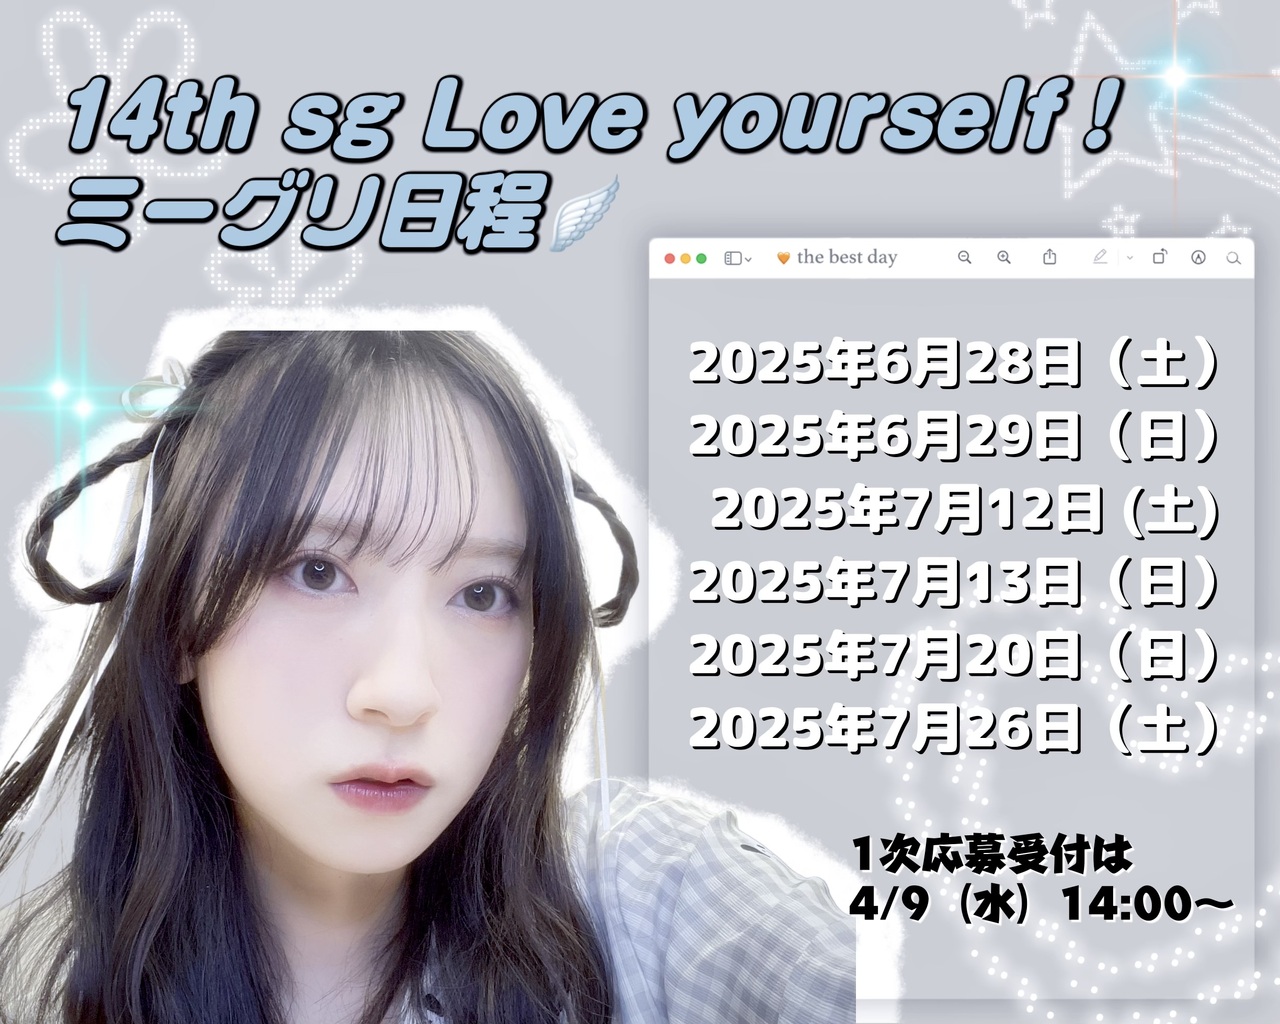 14th sg Love yourself！
ミーグリ日程
the best day
2025年6月28日（土）
2025年6月29日（日）
2025年7月12日 (土)
2025年7月13日（日）
2025年7月20日（日）
2025年7月26日（土）
1次応募受付は
4/9（水）14:00〜